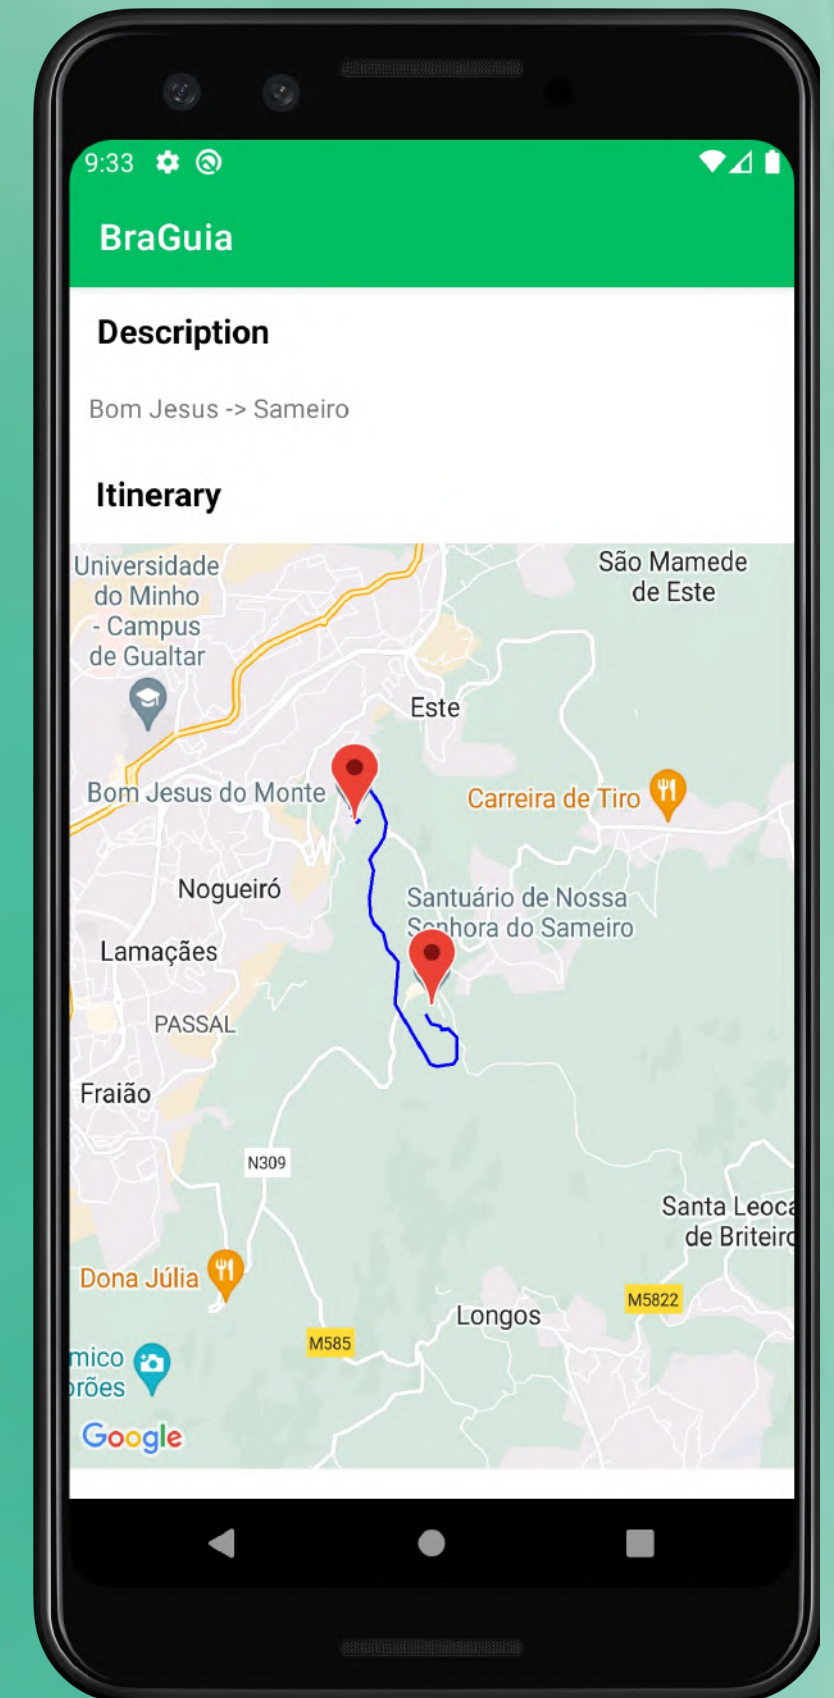 9:33
BraGuia
Description
Bom Jesus -> Sameiro
Itinerary
Universidade
do Minho
- Campus
de Gualtar
São Mamede
de Este
Este
Bom Jesus do Monte
Carreira de Tiro
Nogueiró
Santuário de Nossa
Senhora do Sameiro
Lamaçães
PASSAL
Fraião
N309
Santa Leoca
de Briteiro
Dona Júlia
M5822
Longos
M585
mico
orões
Google